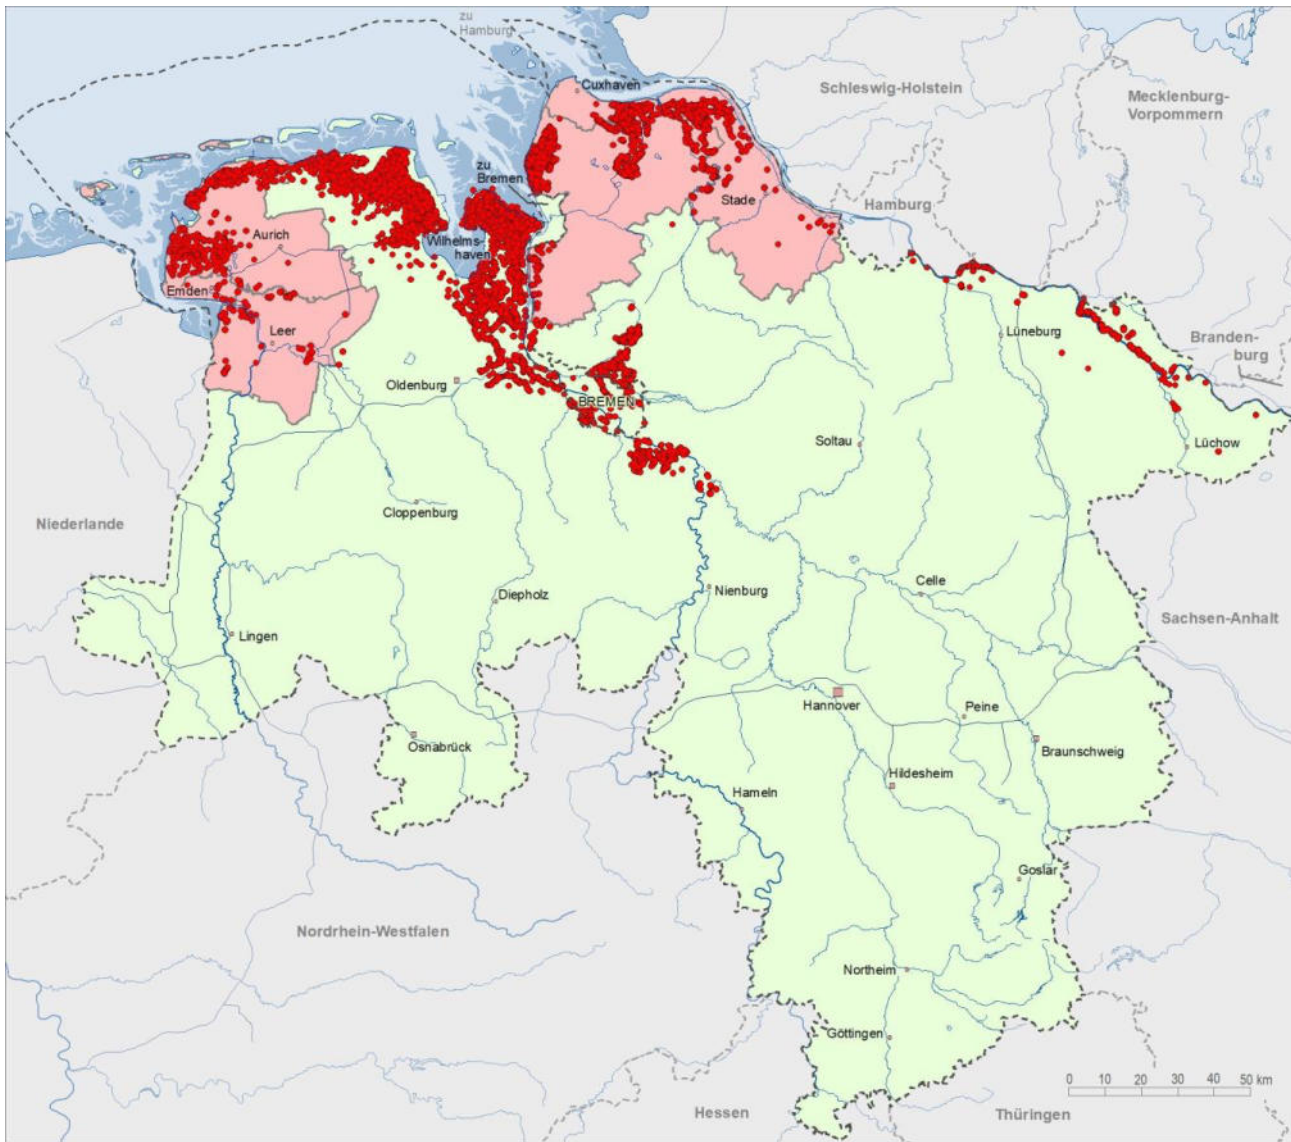 zu
Hamburg
Cuxhaven
Schleswig-Holstein
Mecklenburg-
Vorpommern
zu
Bremen
Stade
Hamburg
Aurich
Wilhelms-
haven
Emden
Leer
Lüneburg
Branden-
burg
Oldenburg
BREMEN
Soltau
Lüchow
Niederlande
Cloppenburg
Diepholz
Nienburg
Celle
Sachsen-Anhalt
Lingen
Hannover
Peine
Osnabrück
Braunschweig
Hildesheim
Hameln
Goslar
Nordrhein-Westfalen
Northeim
Göttingen
0 10 20 30 40 50 km
Hessen
Thüringen